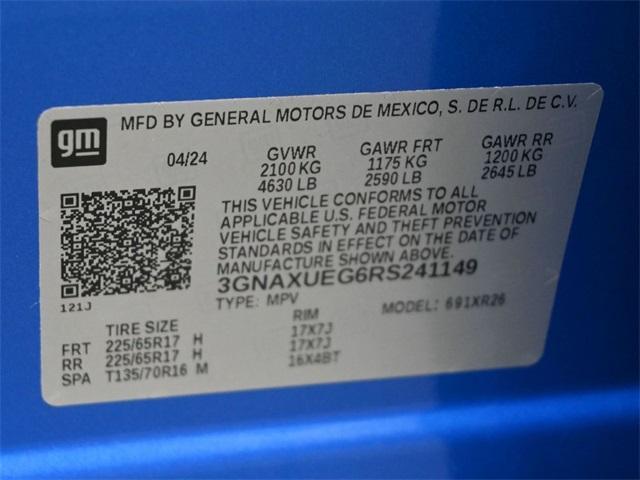 gm
MFD BY GENERAL MOTORS DE MEXICO, S. DE R.L. DE C.V.
04/24 GVWR GAWR FRT GAWR RR
2100 KG 1175 KG 1200 KG
4630 LB 2590 LB 2645 LB
THIS VEHICLE CONFORMS TO ALL
APPLICABLE U.S. FEDERAL MOTOR
VEHICLE SAFETY AND THEFT PREVENTION
STANDARDS IN EFFECT ON THE DATE OF
MANUFACTURE SHOWN ABOVE.
3GNAXUEG6RS241149
121J TYPE: MPV MODEL: 691XR26
TIRE SIZE RIM
FRT 225/65R17 H 17X7J
RR 225/65R17 H 17X7J
SPA T135/70R16 M 16X4BT